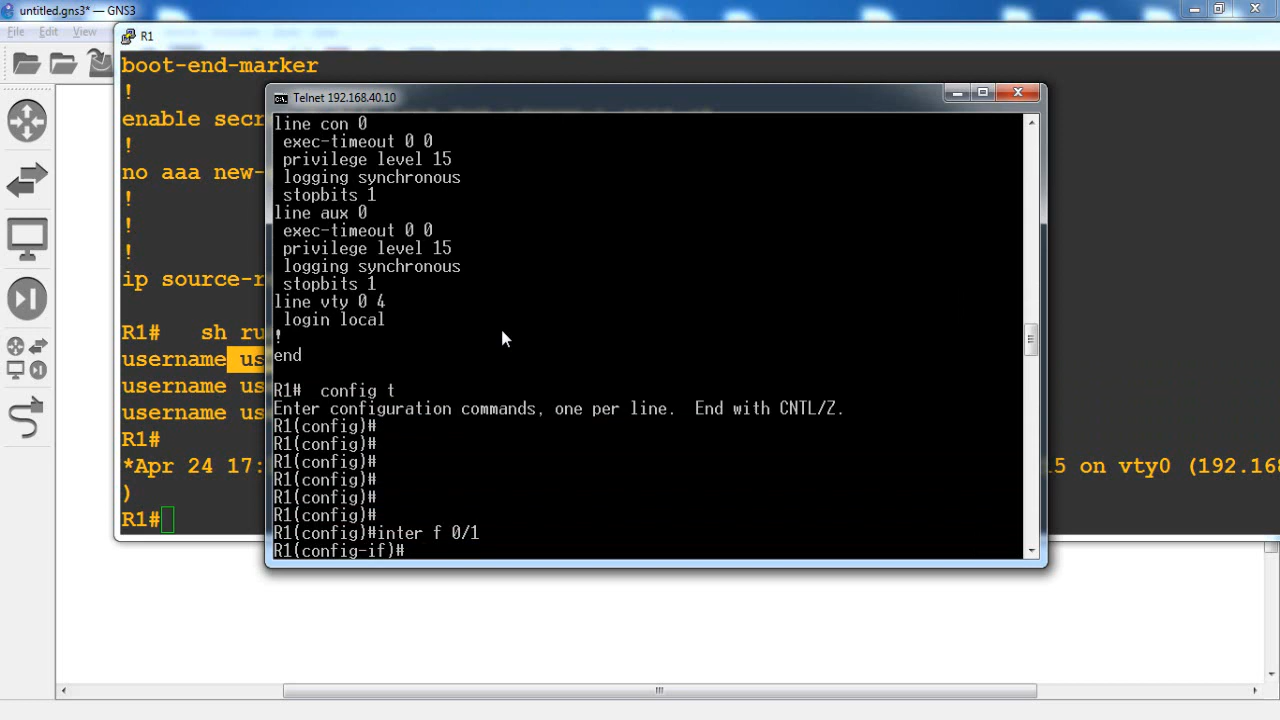 untitled.gns3* — GNS3
File Edit View
R1
boot-end-marker
!
enable secr
!
no aaa new-
!
!
!
ip source-r
R1#   sh ru
username us
username us
username us
R1#
*Apr 24 17: 15 on vty0 (192.168
)
R1#
Telnet 192.168.40.10
line con 0
 exec-timeout 0 0
 privilege level 15
 logging synchronous
 stopbits 1
line aux 0
 exec-timeout 0 0
 privilege level 15
 logging synchronous
 stopbits 1
line vty 0 4
 login local
!
end
R1#  config t
Enter configuration commands, one per line.  End with CNTL/Z.
R1(config)#
R1(config)#
R1(config)#
R1(config)#
R1(config)#
R1(config)#
R1(config)#inter f 0/1
R1(config-if)#